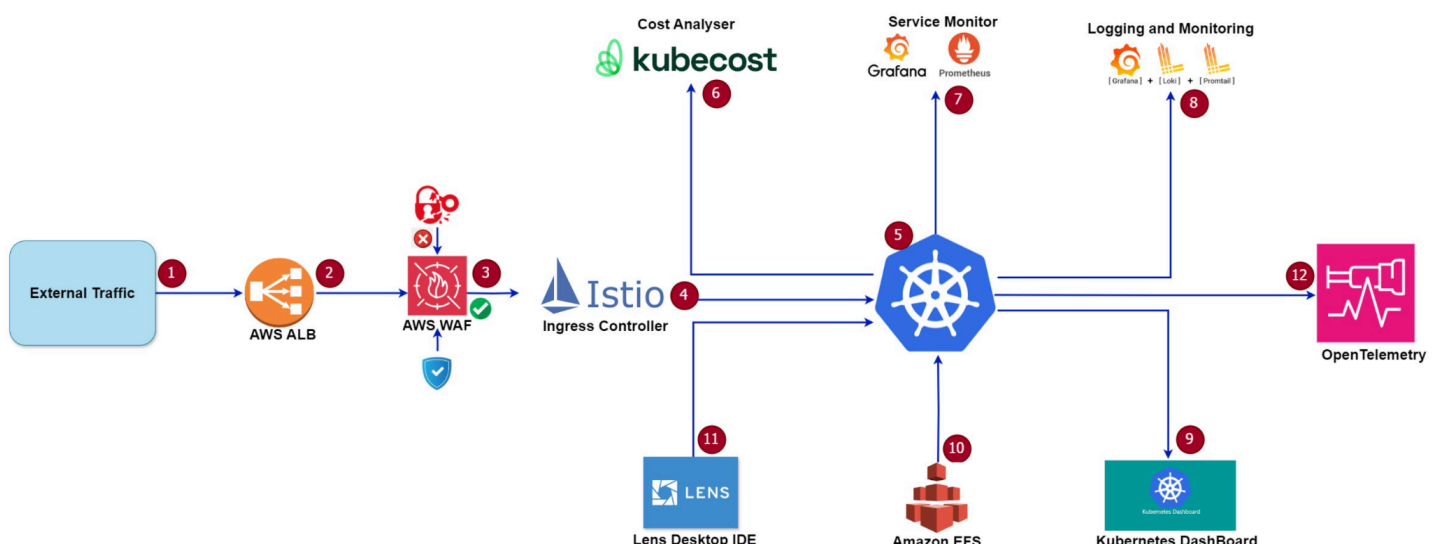 Cost Analyser
kubecost
6
Service Monitor
Grafana
Prometheus
7
Logging and Monitoring
[ Grafana ] + [ Loki ] + [ Promtail ]
8
External Traffic
1
AWS ALB
2
AWS WAF
3
Istio
Ingress Controller
4
5
12
OpenTelemetry
11
LENS
Lens Desktop IDE
10
Amazon EFS
9
Kubernetes Dashboard
Kubernetes DashBoard